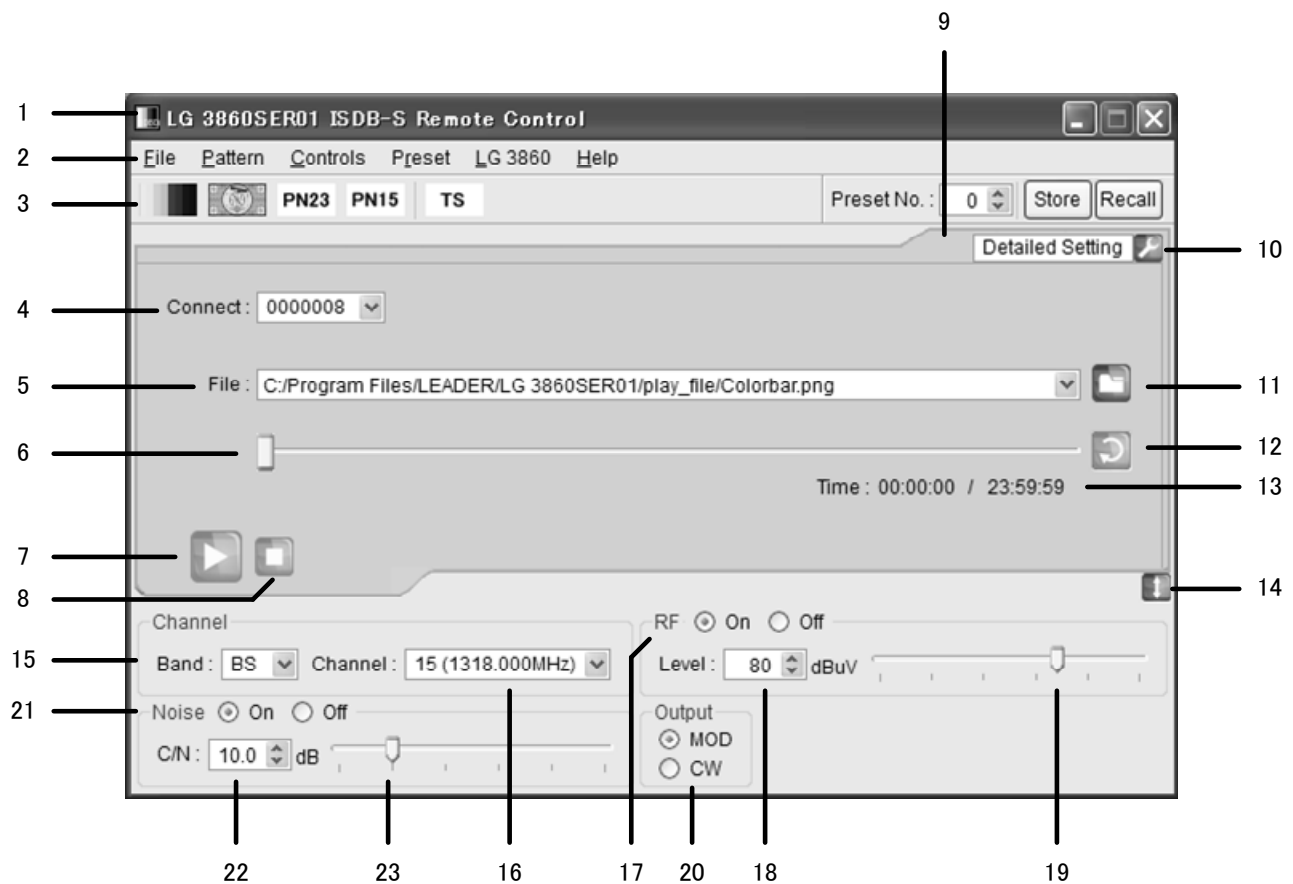 9
1 LG 3860SER01 ISDB-S Remote Control
2 File Pattern Controls Preset LG 3860 Help
3 PN23 PN15 TS Preset No. : 0 Store Recall
Detailed Setting 10
4 Connect : 0000008
5 File : C:/Program Files/LEADER/LG 3860SER01/play_file/Colorbar.png 11
6 12
Time : 00:00:00 / 23:59:59 13
7
8 14
Channel RF On Off
15 Band : BS Channel : 15 (1318.000MHz) Level : 80 dBuV
21 Noise On Off Output
MOD
C/N : 10.0 dB
CW
22 23 16 17 20 18 19